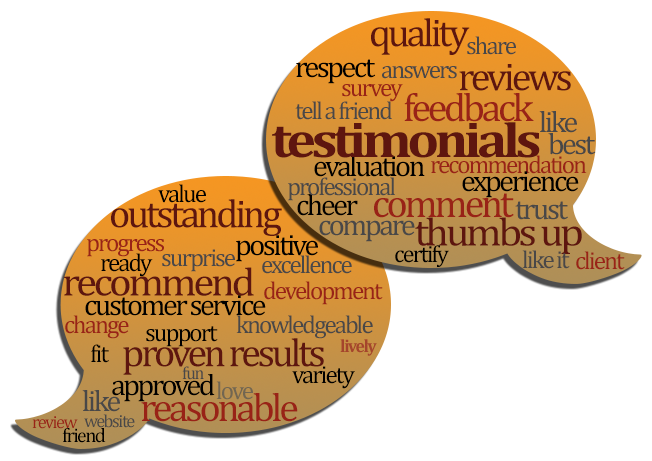 quality
share
respect answers reviews
survey
tell a friend feedback like
testimonials best
evaluation recommendation
professional experience
cheer comment trust
compare thumbs up
certify like it client
value
outstanding
progress positive
ready surprise excellence
recommend development
customer service
change knowledgeable
support
fit proven results lively
fun
approved love variety
like reasonable
review website
friend